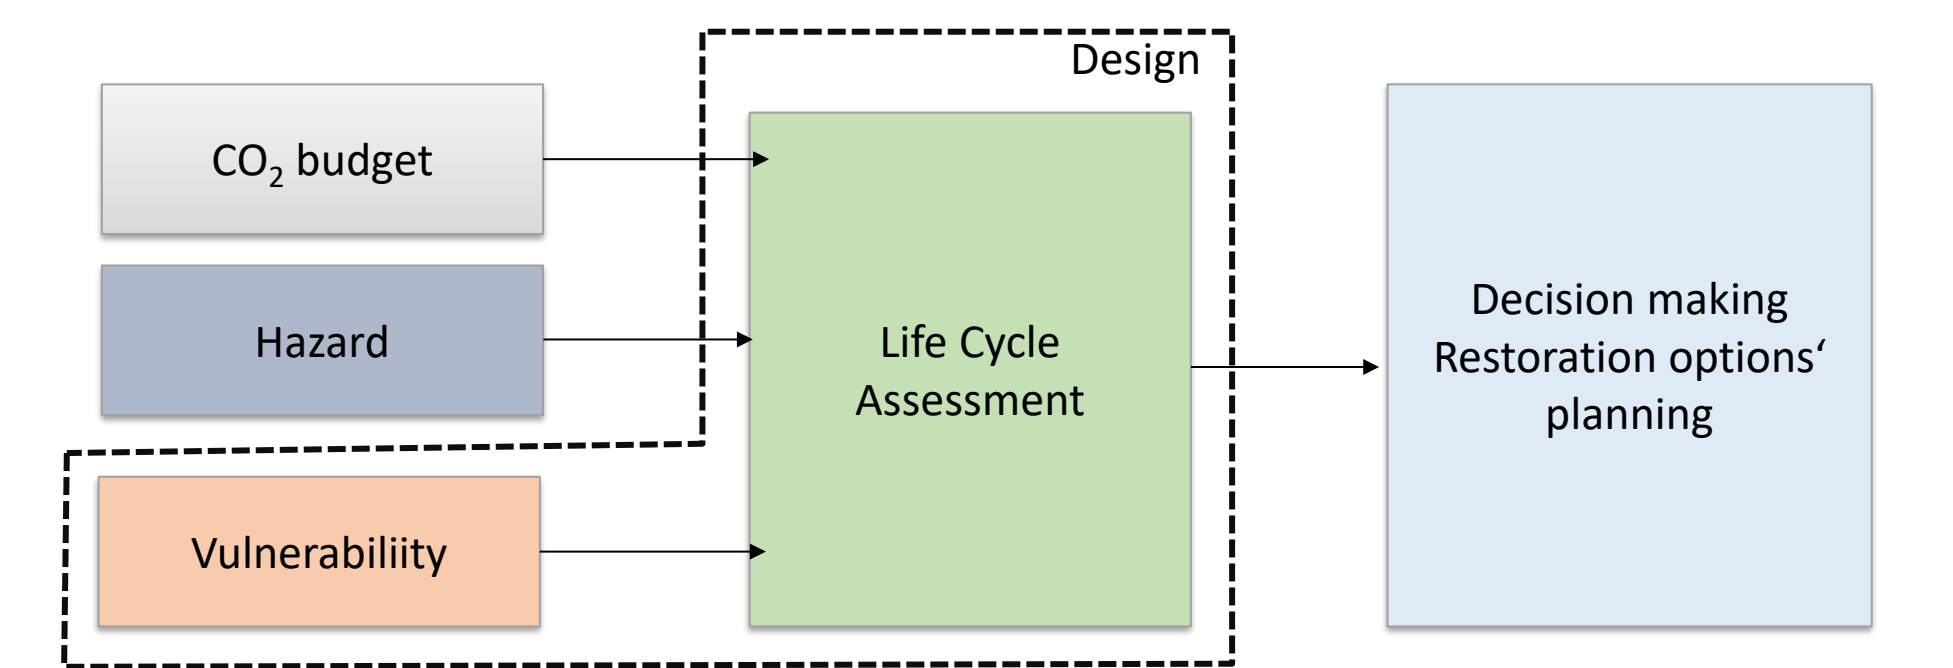 Design
CO₂ budget
Hazard
Vulnerabiliity
Life Cycle
Assessment
Decision making
Restoration options‘
planning